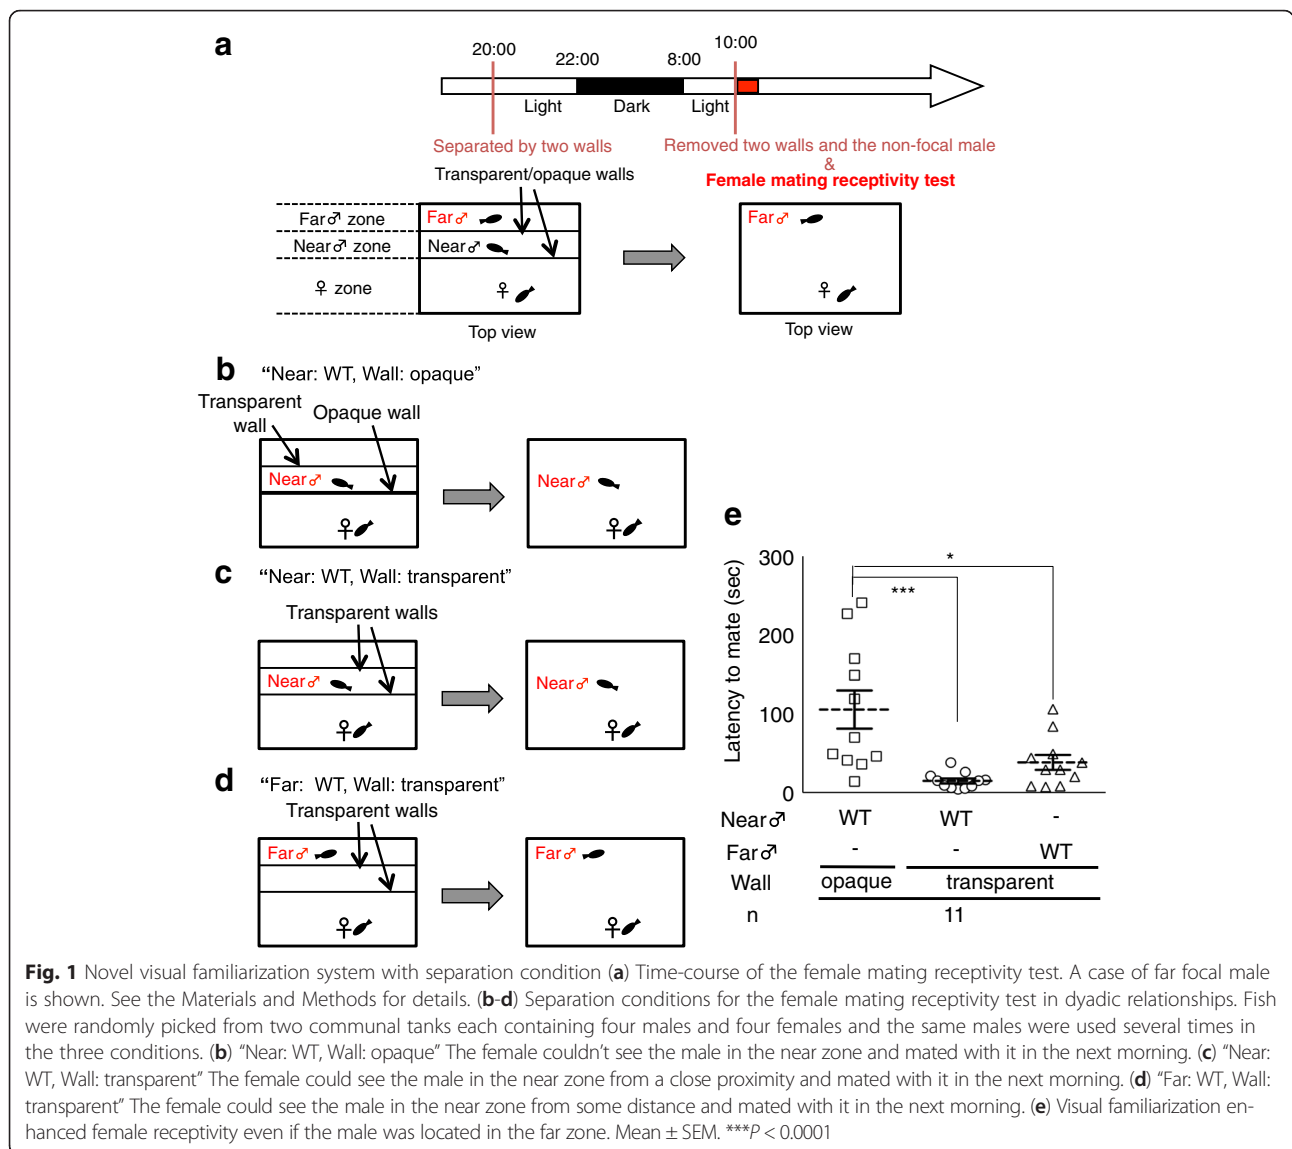 a
20:00
22:00
8:00
10:00
Light
Dark
Light
Separated by two walls
Removed two walls and the non-focal male
&
Female mating receptivity test
Transparent/opaque walls
Far♂ zone
Near♂ zone
♀ zone
Far♂
Near♂
♀
Top view
Far♂
♀
Top view
b
“Near: WT, Wall: opaque”
Transparent
wall
Opaque wall
Near♂
♀
Near♂
♀
c
“Near: WT, Wall: transparent”
Transparent walls
Near♂
♀
Near♂
♀
d
“Far: WT, Wall: transparent”
Transparent walls
Far♂
♀
Far♂
♀
e
Latency to mate (sec)
300
200
100
0
*
***
Near♂ WT WT -
Far♂ - - WT
Wall opaque transparent
n 11
Fig. 1 Novel visual familiarization system with separation condition (a) Time-course of the female mating receptivity test. A case of far focal male
is shown. See the Materials and Methods for details. (b-d) Separation conditions for the female mating receptivity test in dyadic relationships. Fish
were randomly picked from two communal tanks each containing four males and four females and the same males were used several times in
the three conditions. (b) “Near: WT, Wall: opaque” The female couldn’t see the male in the near zone and mated with it in the next morning. (c) “Near:
WT, Wall: transparent” The female could see the male in the near zone from a close proximity and mated with it in the next morning. (d) “Far: WT, Wall:
transparent” The female could see the male in the near zone from some distance and mated with it in the next morning. (e) Visual familiarization en-
hanced female receptivity even if the male was located in the far zone. Mean ± SEM. ***P < 0.0001